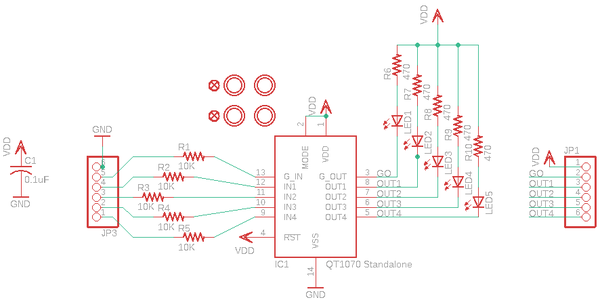 VDD
R6
470
R7
470
R8
470
R9
470
R10
470
LED1
LED2
LED3
LED4
LED5
VDD
C1
0.1uF
GND
GND
6
5
4
3
2
1
JP3
R1
10K
R2
10K
R3
10K
R4
10K
R5
10K
VDD
VDD
2
1
MODE
VDD
13 G_IN G_OUT 3 GO
12 IN1 OUT1 8 OUT1
11 IN2 OUT2 7 OUT2
10 IN3 OUT3 6 OUT3
9 IN4 OUT4 5 OUT4
4 RST
VSS
14
IC1
QT1070 Standalone
GND
JP1
VDD
1
GO 2
OUT1 3
OUT2 4
OUT3 5
OUT4 6